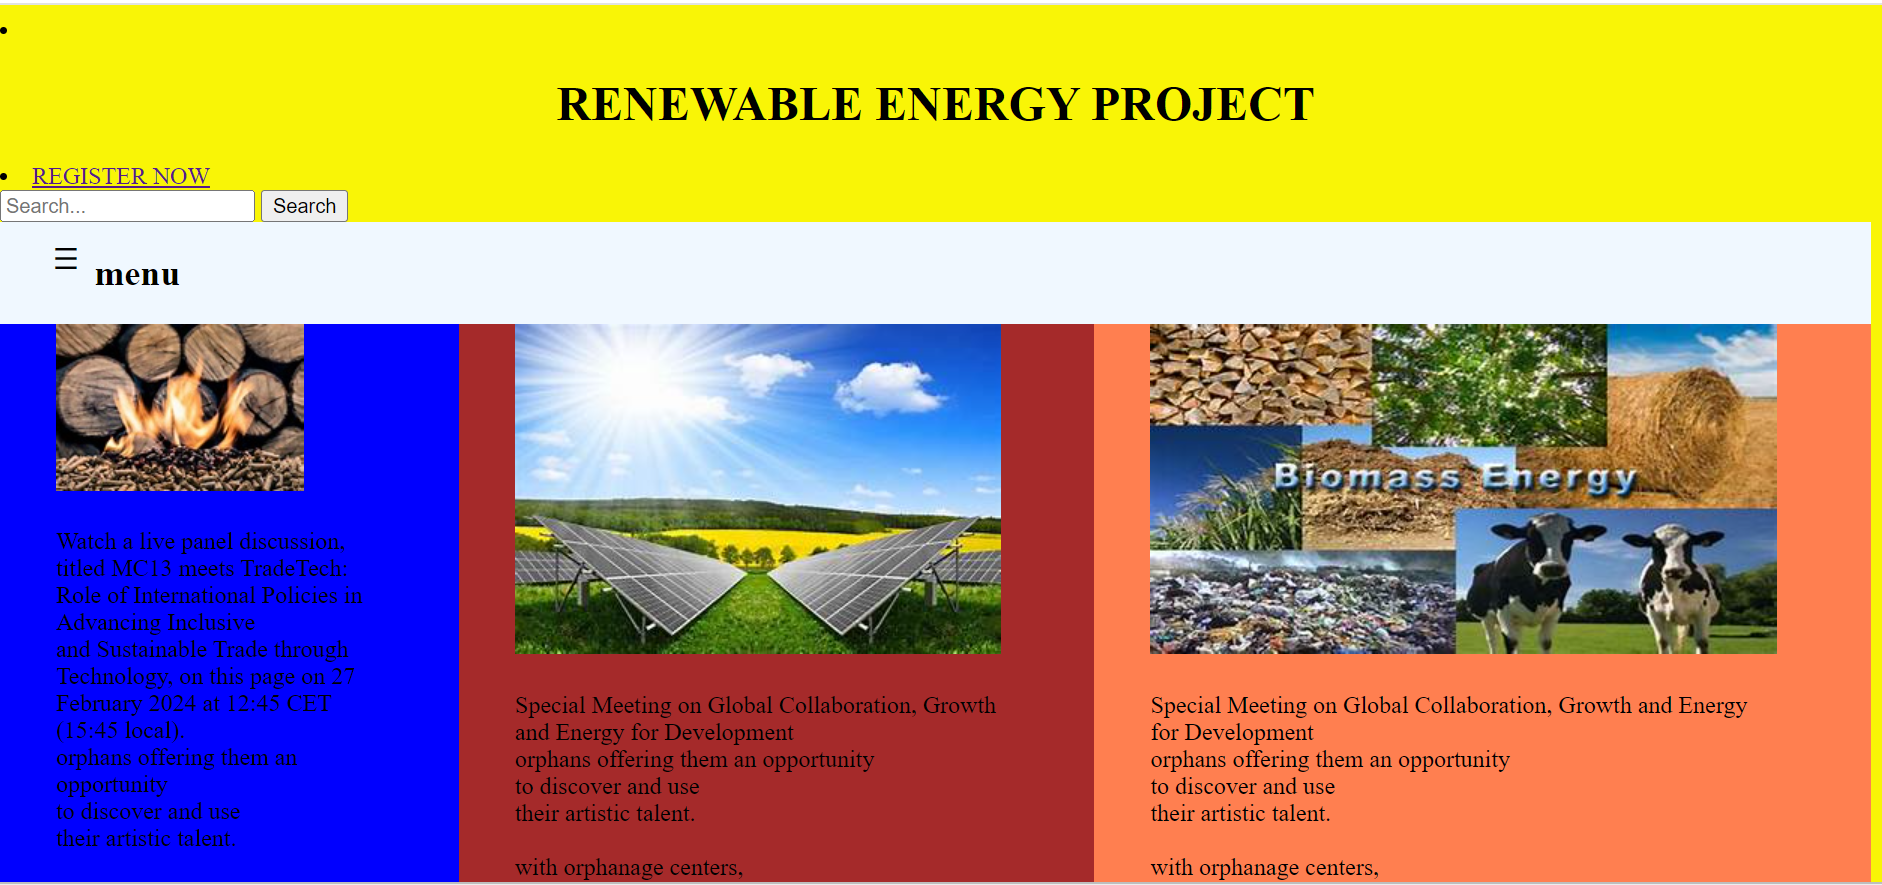 RENEWABLE ENERGY PROJECT
REGISTER NOW
Search... Search
☰ menu
Watch a live panel discussion,
titled MC13 meets TradeTech:
Role of International Policies in
Advancing Inclusive
and Sustainable Trade through
Technology, on this page on 27
February 2024 at 12:45 CET
(15:45 local).
orphans offering them an
opportunity
to discover and use
their artistic talent.
Special Meeting on Global Collaboration, Growth
and Energy for Development
orphans offering them an opportunity
to discover and use
their artistic talent.
with orphanage centers,
Biomass Energy
Special Meeting on Global Collaboration, Growth and Energy
for Development
orphans offering them an opportunity
to discover and use
their artistic talent.
with orphanage centers,